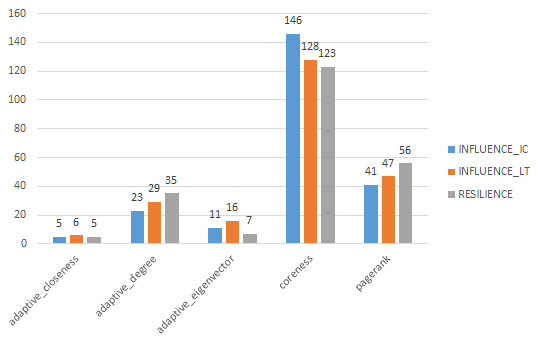 160
140
120
100
80
60
40
20
0
5 6 5
23 29 35
11 16 7
146 128 123
41 47 56
adaptive_closeness
adaptive_degree
adaptive_eigenvector
coreness
pagerank
INFLUENCE_IC
INFLUENCE_LT
RESILIENCE